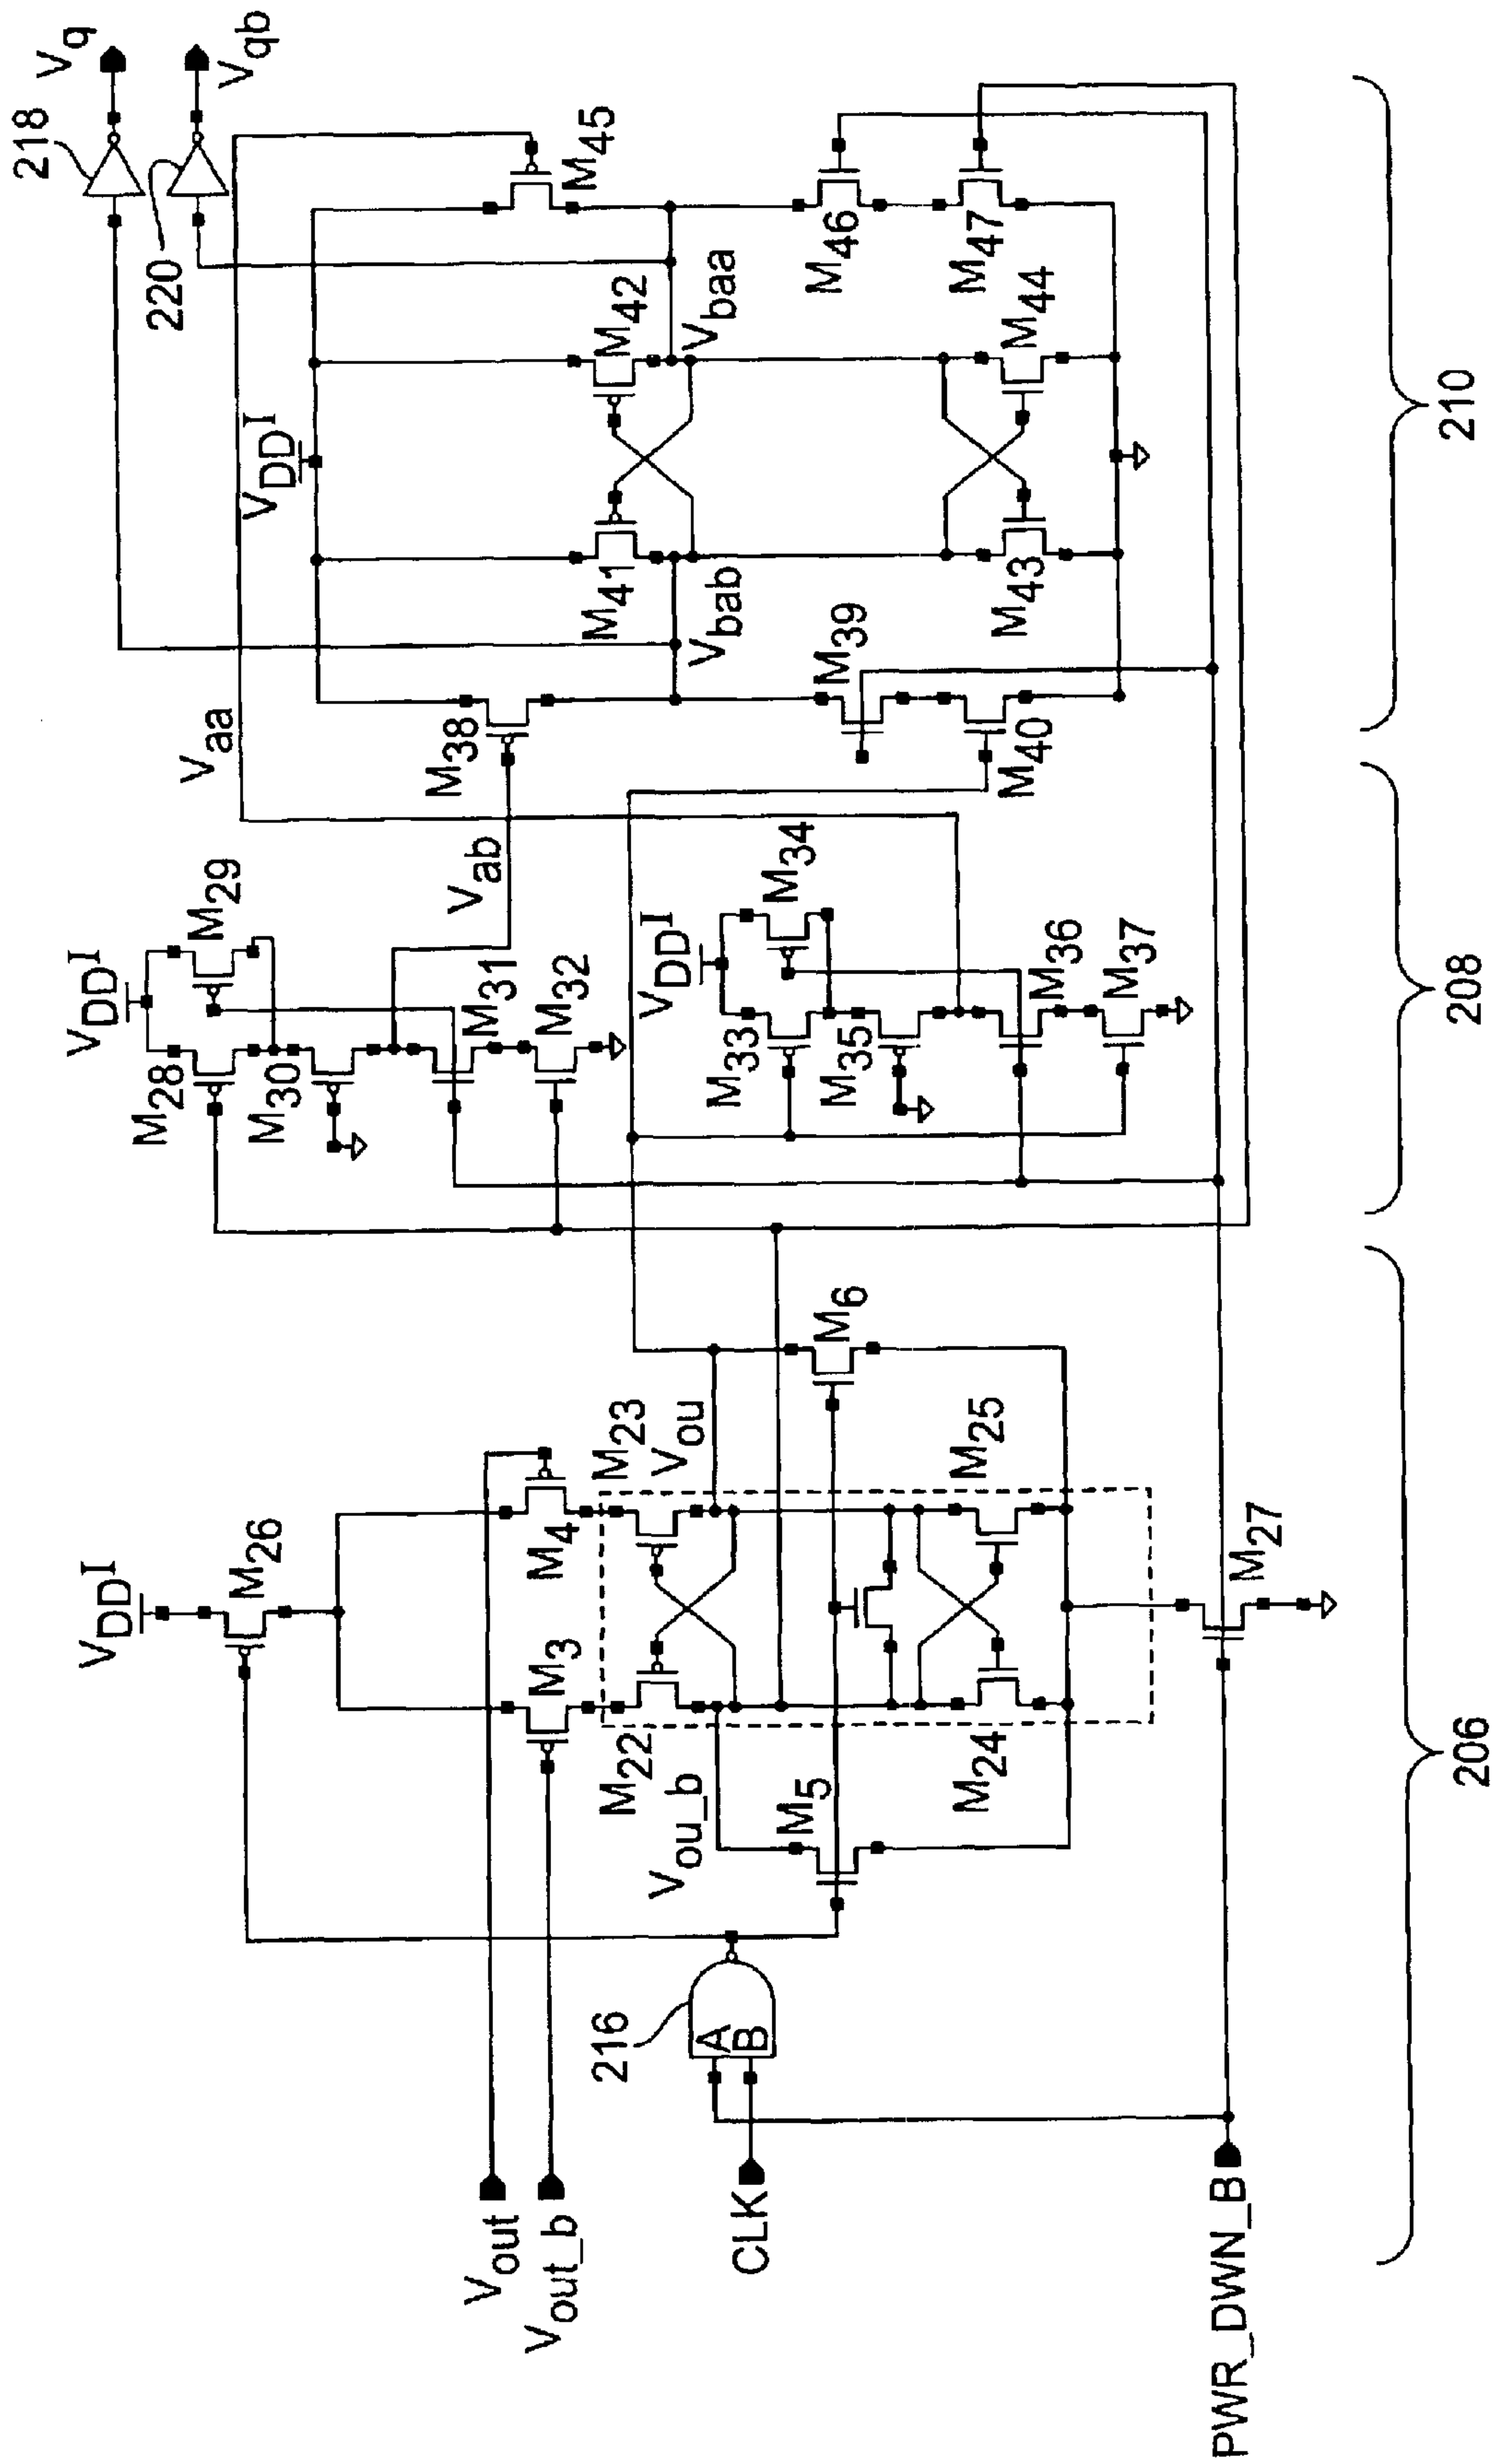 Vout
Vout_b
CLK
PWR_DWN_B
216
A
B
VDDI
M26
M3
M4
M22
M23
Vou_b
Vou
M5
M6
M24
M25
M27
206
VDDI
M28
M29
M30
M31
M32
Vab
Vaa
VDDI
M33
M34
M35
M36
M37
208
VDDI
M38
M39
M40
M41
M42
Vbab
Vbaa
M43
M44
M45
M46
M47
210
218
220
Vq
Vqb